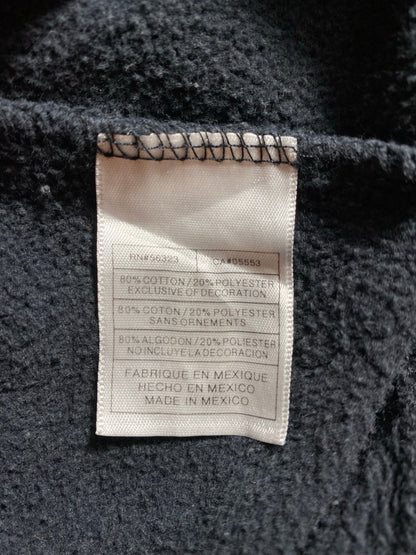 RN#56323 CA#05553
80% COTTON/20% POLYESTER
EXCLUSIVE OF DECORATION
80% COTON/20% POLYESTER
SANS ORNEMENTS
80% ALGODON/20% POLIESTER
NO INCLUYE LA DECORACION
FABRIQUE EN MEXIQUE
HECHO EN MEXICO
MADE IN MEXICO